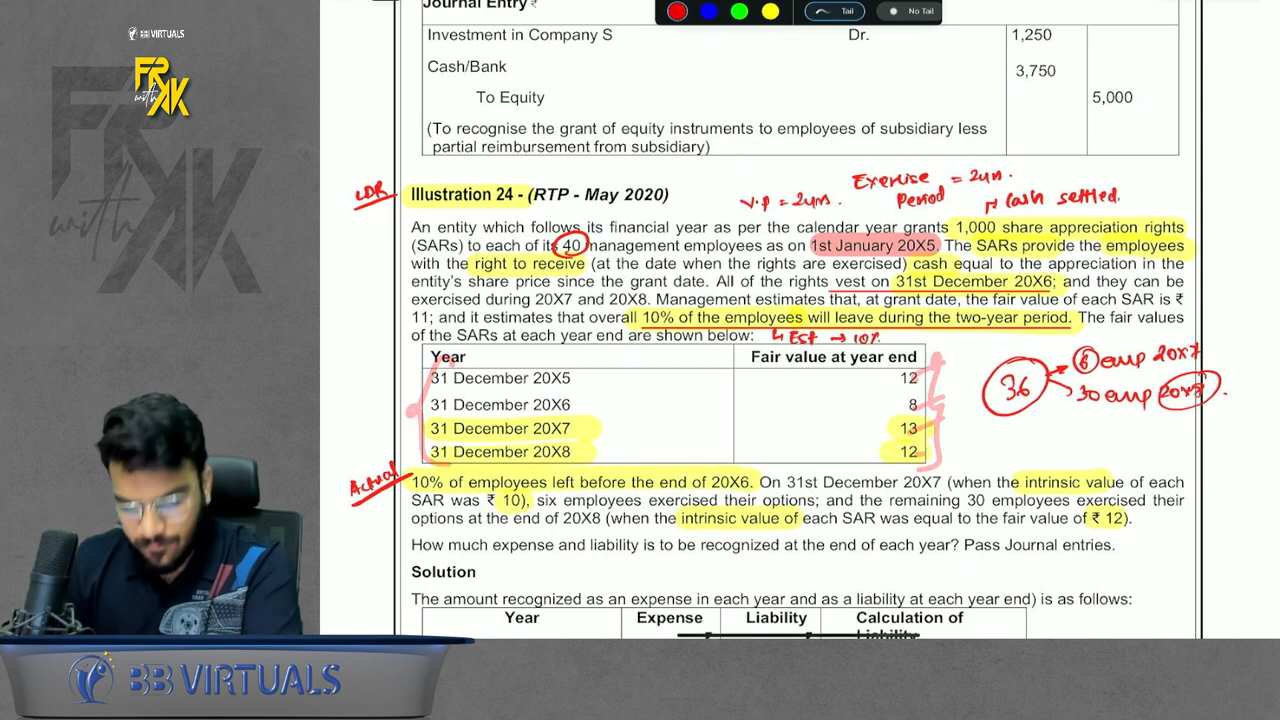 Journal Entry ₹
Tail
No Tail
BB VIRTUALS
FR
with
AK
Investment in Company S Dr. 1,250
Cash/Bank 3,750
To Equity 5,000
(To recognise the grant of equity instruments to employees of subsidiary less
partial reimbursement from subsidiary)
LDR
Illustration 24 - (RTP - May 2020)
V.P = 2yrs.
Exercise Period = 2yrs.
Cash settled.
An entity which follows its financial year as per the calendar year grants 1,000 share appreciation rights
(SARs) to each of its 40 management employees as on 1st January 20X5. The SARs provide the employees
with the right to receive (at the date when the rights are exercised) cash equal to the appreciation in the
entity's share price since the grant date. All of the rights vest on 31st December 20X6; and they can be
exercised during 20X7 and 20X8. Management estimates that, at grant date, the fair value of each SAR is ₹
11; and it estimates that overall 10% of the employees will leave during the two-year period. The fair values
of the SARs at each year end are shown below:
Est → 10%
Year Fair value at year end
31 December 20X5 12
31 December 20X6 8
31 December 20X7 13
31 December 20X8 12
36
6 emp 20X7
30 emp 20X8
Actual
10% of employees left before the end of 20X6. On 31st December 20X7 (when the intrinsic value of each
SAR was ₹ 10), six employees exercised their options; and the remaining 30 employees exercised their
options at the end of 20X8 (when the intrinsic value of each SAR was equal to the fair value of ₹ 12).
How much expense and liability is to be recognized at the end of each year? Pass Journal entries.
Solution
The amount recognized as an expense in each year and as a liability at each year end) is as follows:
Year Expense Liability Calculation of
Liability
BB VIRTUALS